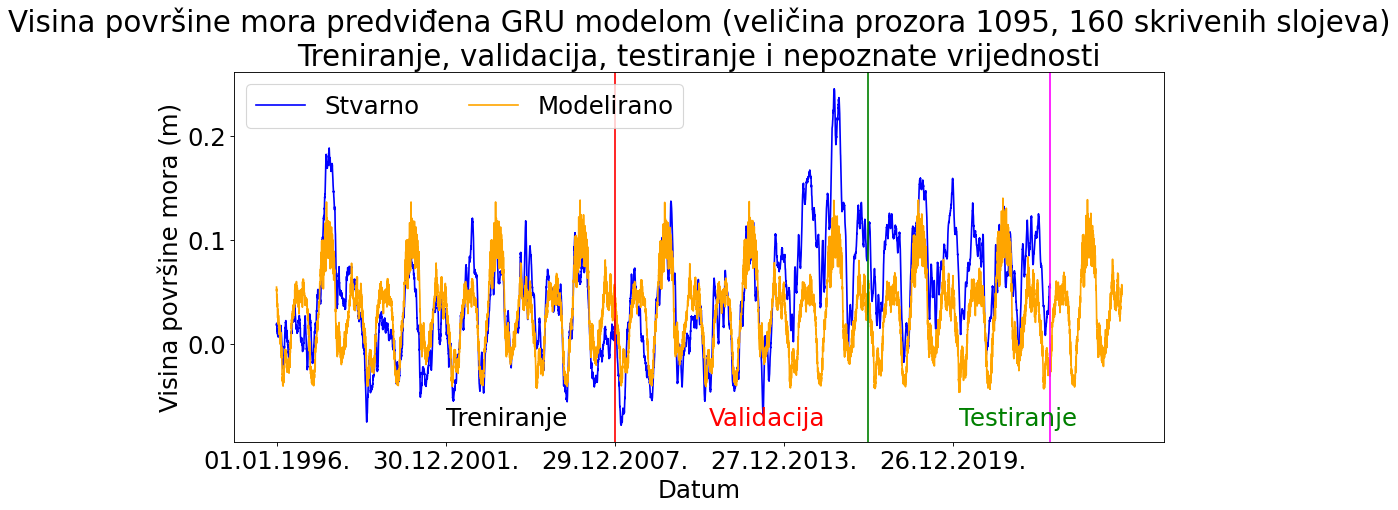 Visina površine mora predviđena GRU modelom (veličina prozora 1095, 160 skrivenih slojeva)
Treniranje, validacija, testiranje i nepoznate vrijednosti
Stvarno Modelirano
Visina površine mora (m)
0.2
0.1
0.0
Treniranje Validacija Testiranje
01.01.1996. 30.12.2001. 29.12.2007. 27.12.2013. 26.12.2019.
Datum